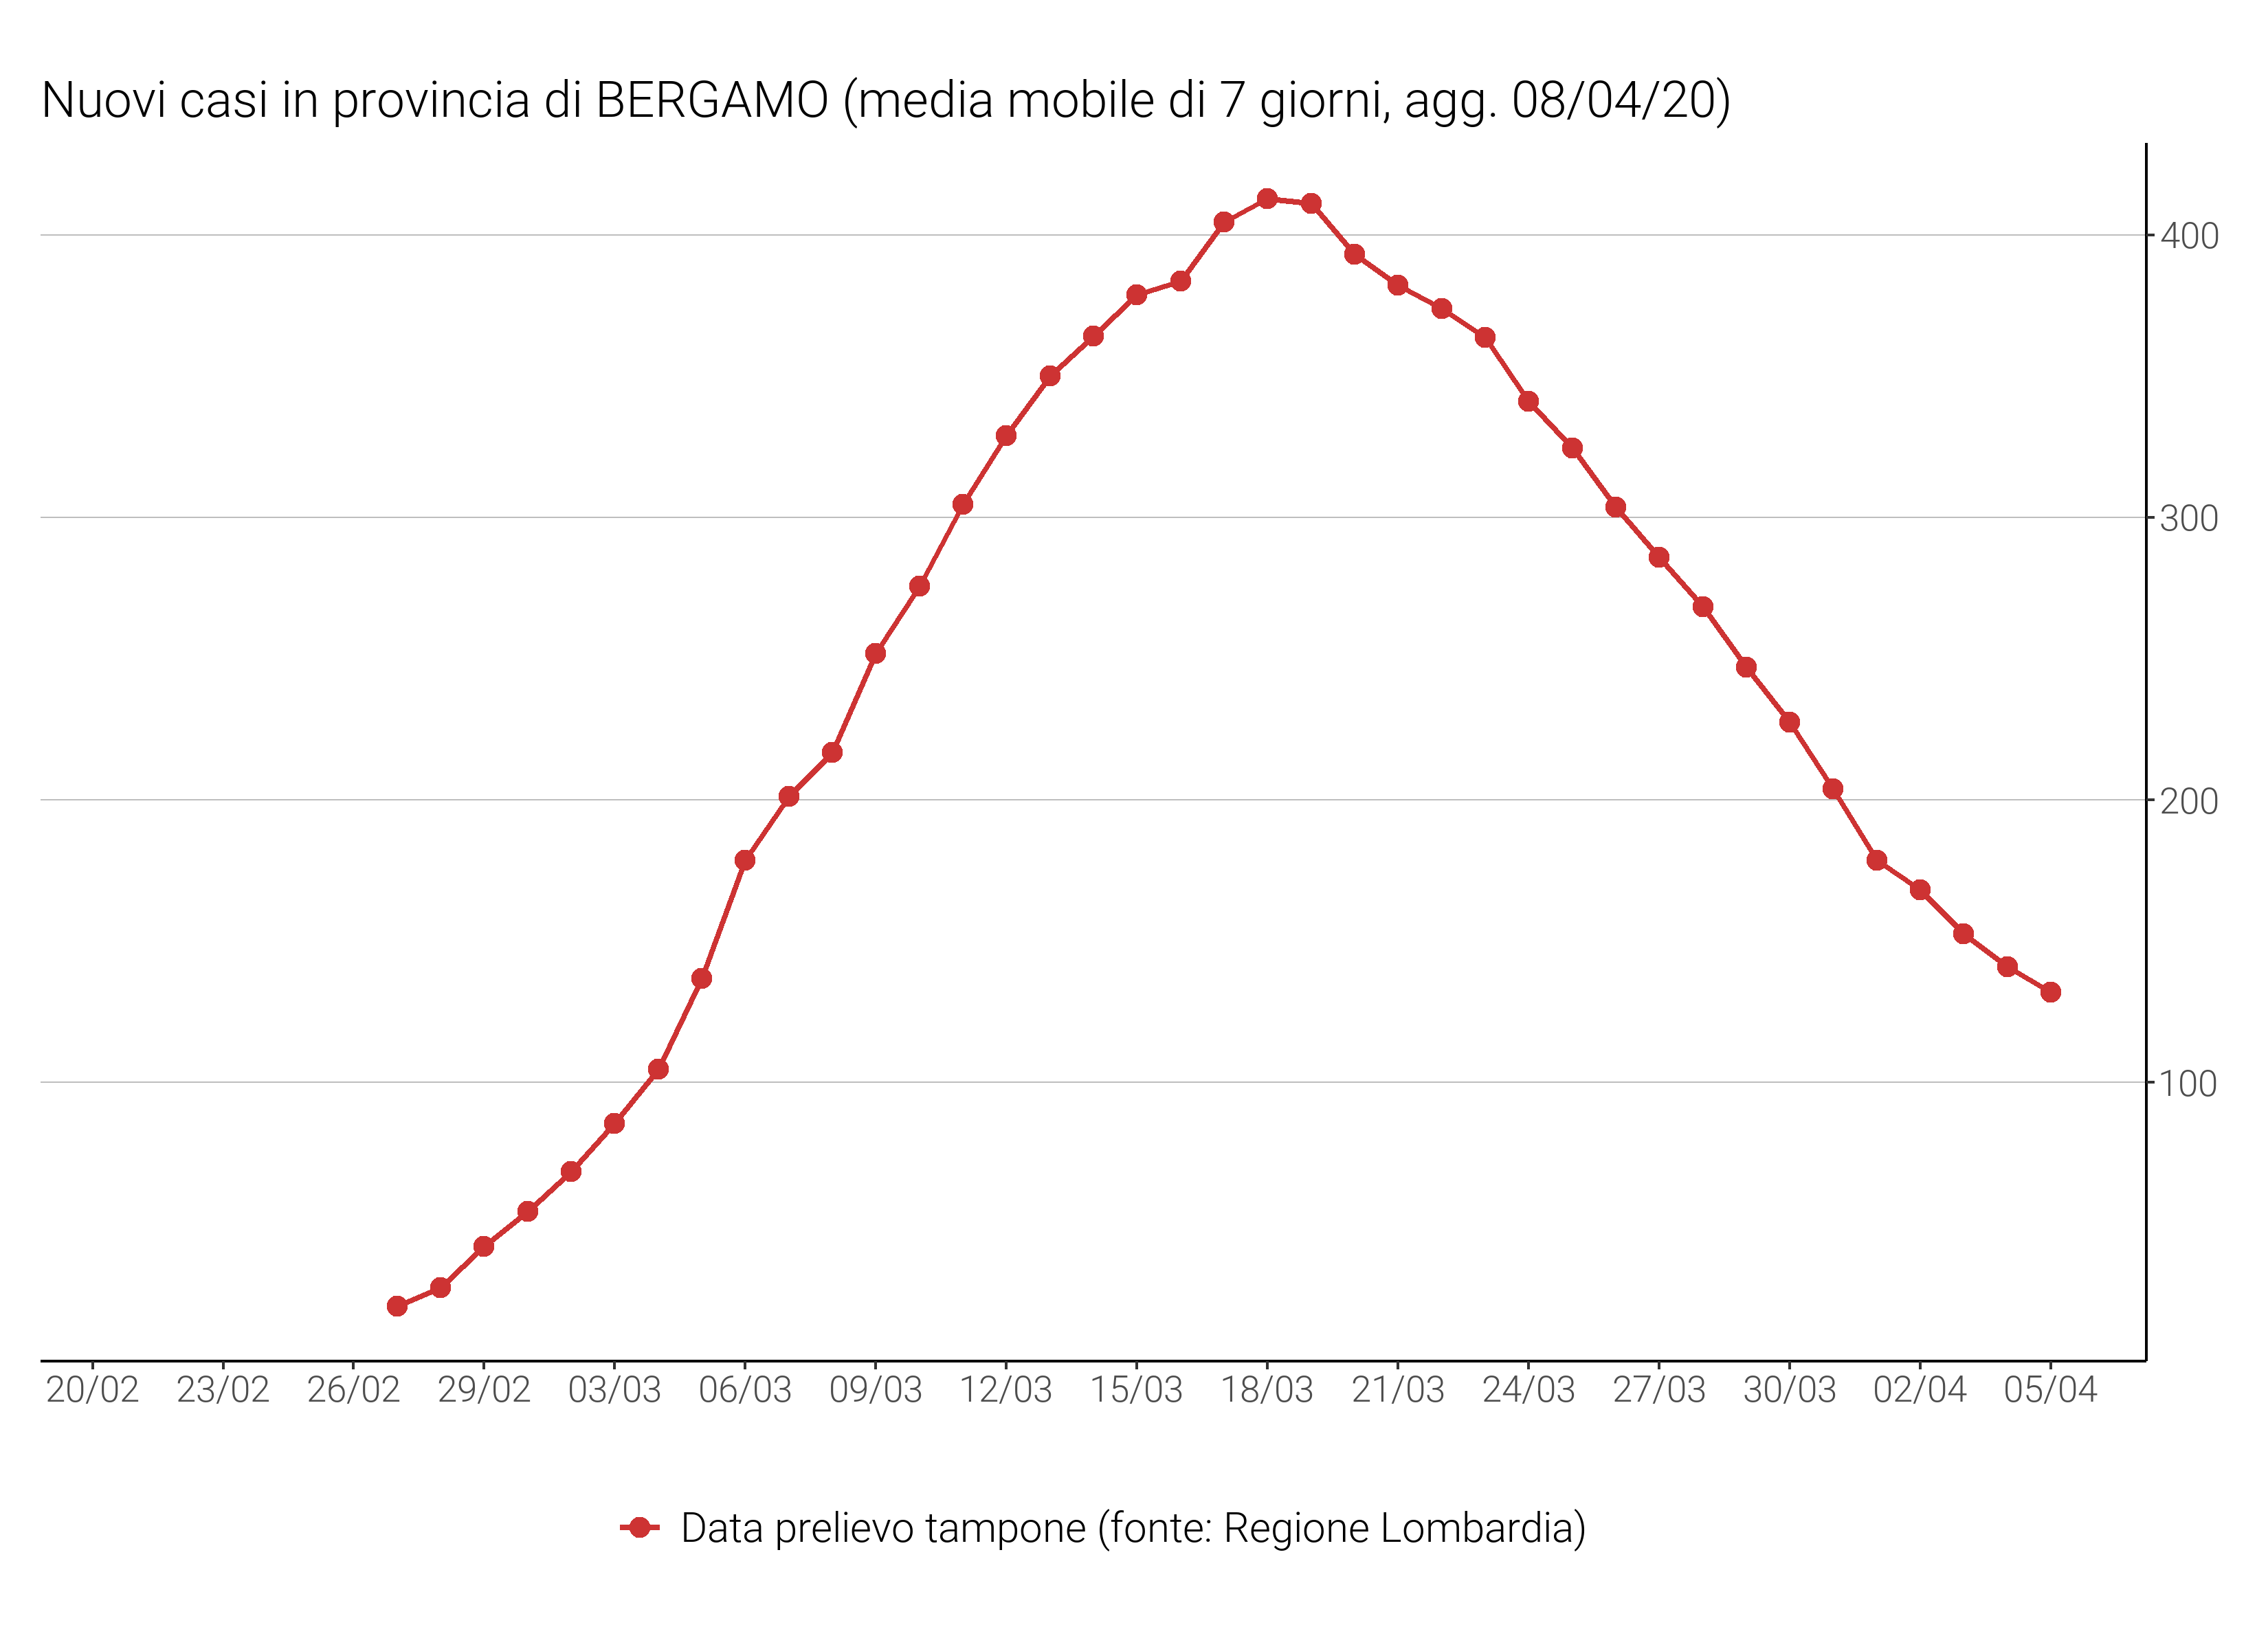 Nuovi casi in provincia di BERGAMO (media mobile di 7 giorni, agg. 08/04/20)
400
300
200
100
20/02 23/02 26/02 29/02 03/03 06/03 09/03 12/03 15/03 18/03 21/03 24/03 27/03 30/03 02/04 05/04
Data prelievo tampone (fonte: Regione Lombardia)